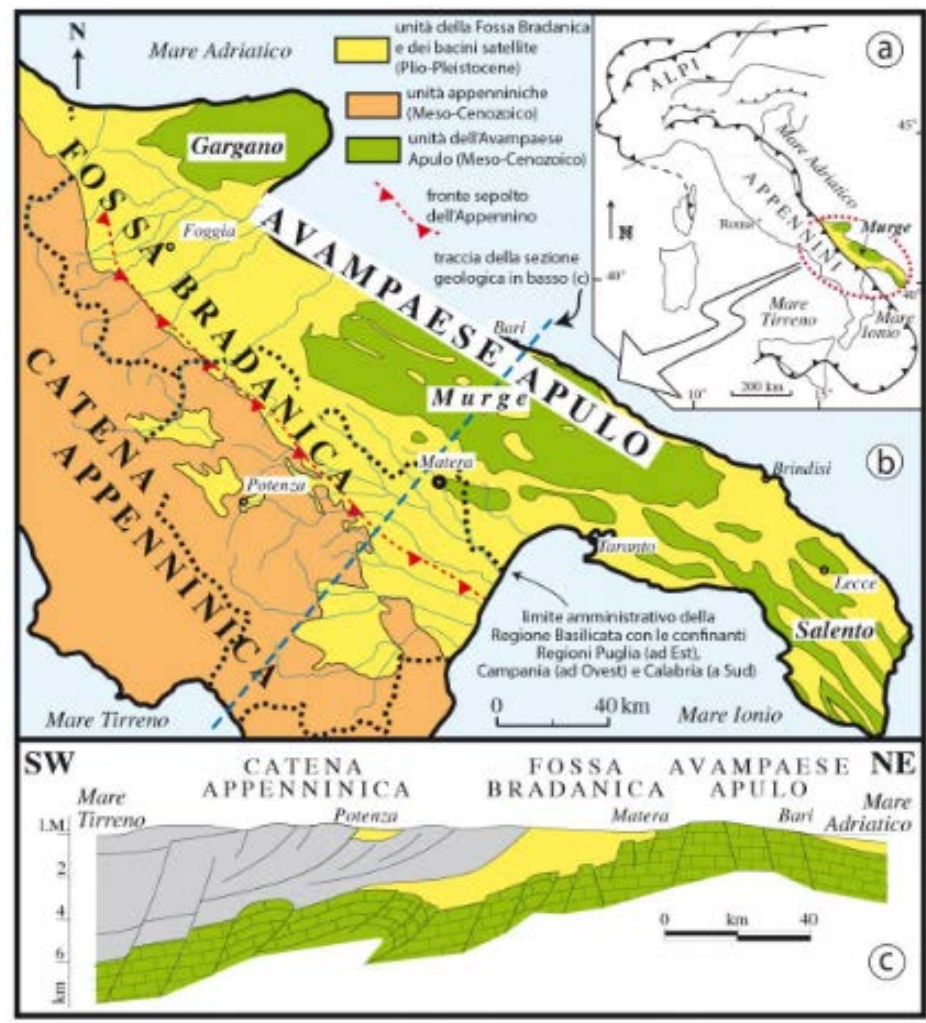 N
Mare Adriatico
unità della Fossa Bradanica
e dei bacini satellite
(Plio-Pleistocene)
unità appenniniche
(Meso-Cenozoico)
unità dell'Avampaese
Apulo (Meso-Cenozoico)
fronte sepolto
dell'Appennino
traccia della sezione
geologica in basso (c)
a
ALPI
45°
Mare Adriatico
APPENNINI
N
Roma
Murge
40°
40°
Mare
Tirreno
Mare
Ionio
10°
15°
200 km
Gargano
FOSSA BRADANICA
Foggia
AVAMPAESE APULO
Bari
Murge
CATENA
APPENNINICA
Matera
Potenza
b
Brindisi
Taranto
Lecce
Salento
limite amministrativo della
Regione Basilicata con le confinanti
Regioni Puglia (ad Est),
Campania (ad Ovest) e Calabria (a Sud)
0 40 km
Mare Tirreno
Mare Ionio
SW
CATENA
APPENNINICA
FOSSA
BRADANICA
AVAMPAESE
APULO
NE
Mare
Tirreno
Potenza
Matera
Bari
Mare
Adriatico
l.M.
2
4
6
km
0 km 40
c